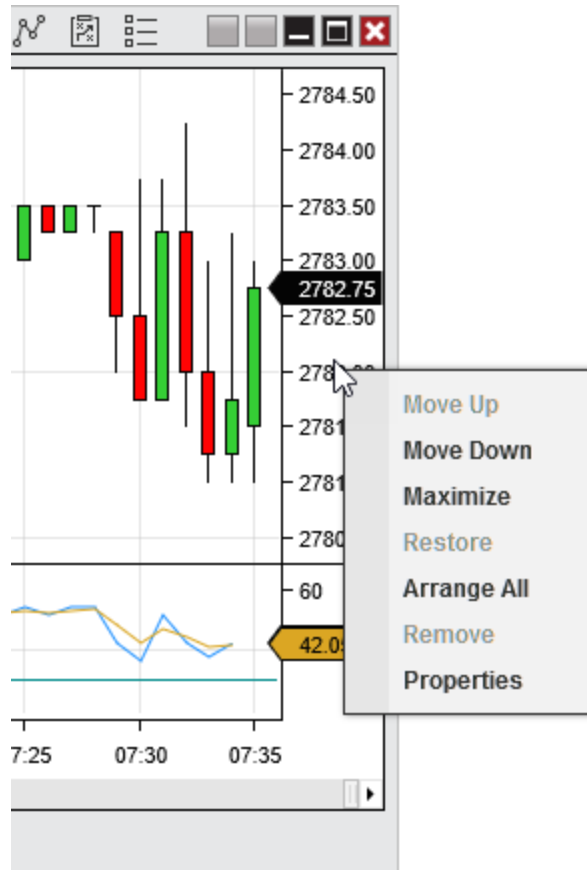 2784.50
2784.00
2783.50
2783.00
2782.75
2782.50
Move Up
Move Down
Maximize
Restore
Arrange All
Remove
Properties
60
7:25 07:30 07:35